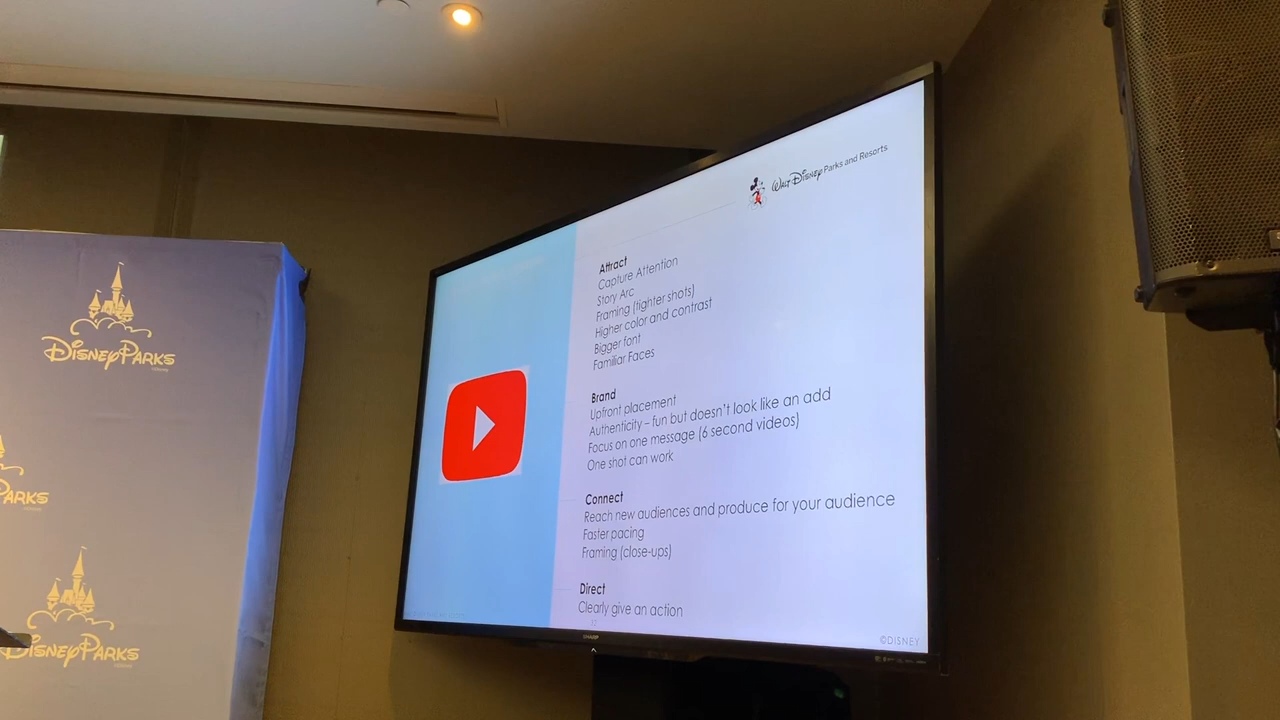 DISNEY PARKS
PARKS
DISNEY PARKS
WALT DISNEY Parks and Resorts
Attract
Capture Attention
Story Arc
Framing (tighter shots)
Higher color and contrast
Bigger font
Familiar Faces
Brand
Upfront placement
Authenticity – fun but doesn't look like an add
Focus on one message (6 second videos)
One shot can work
Connect
Reach new audiences and produce for your audience
Faster pacing
Framing (close-ups)
Direct
Clearly give an action
©DISNEY
SHARP